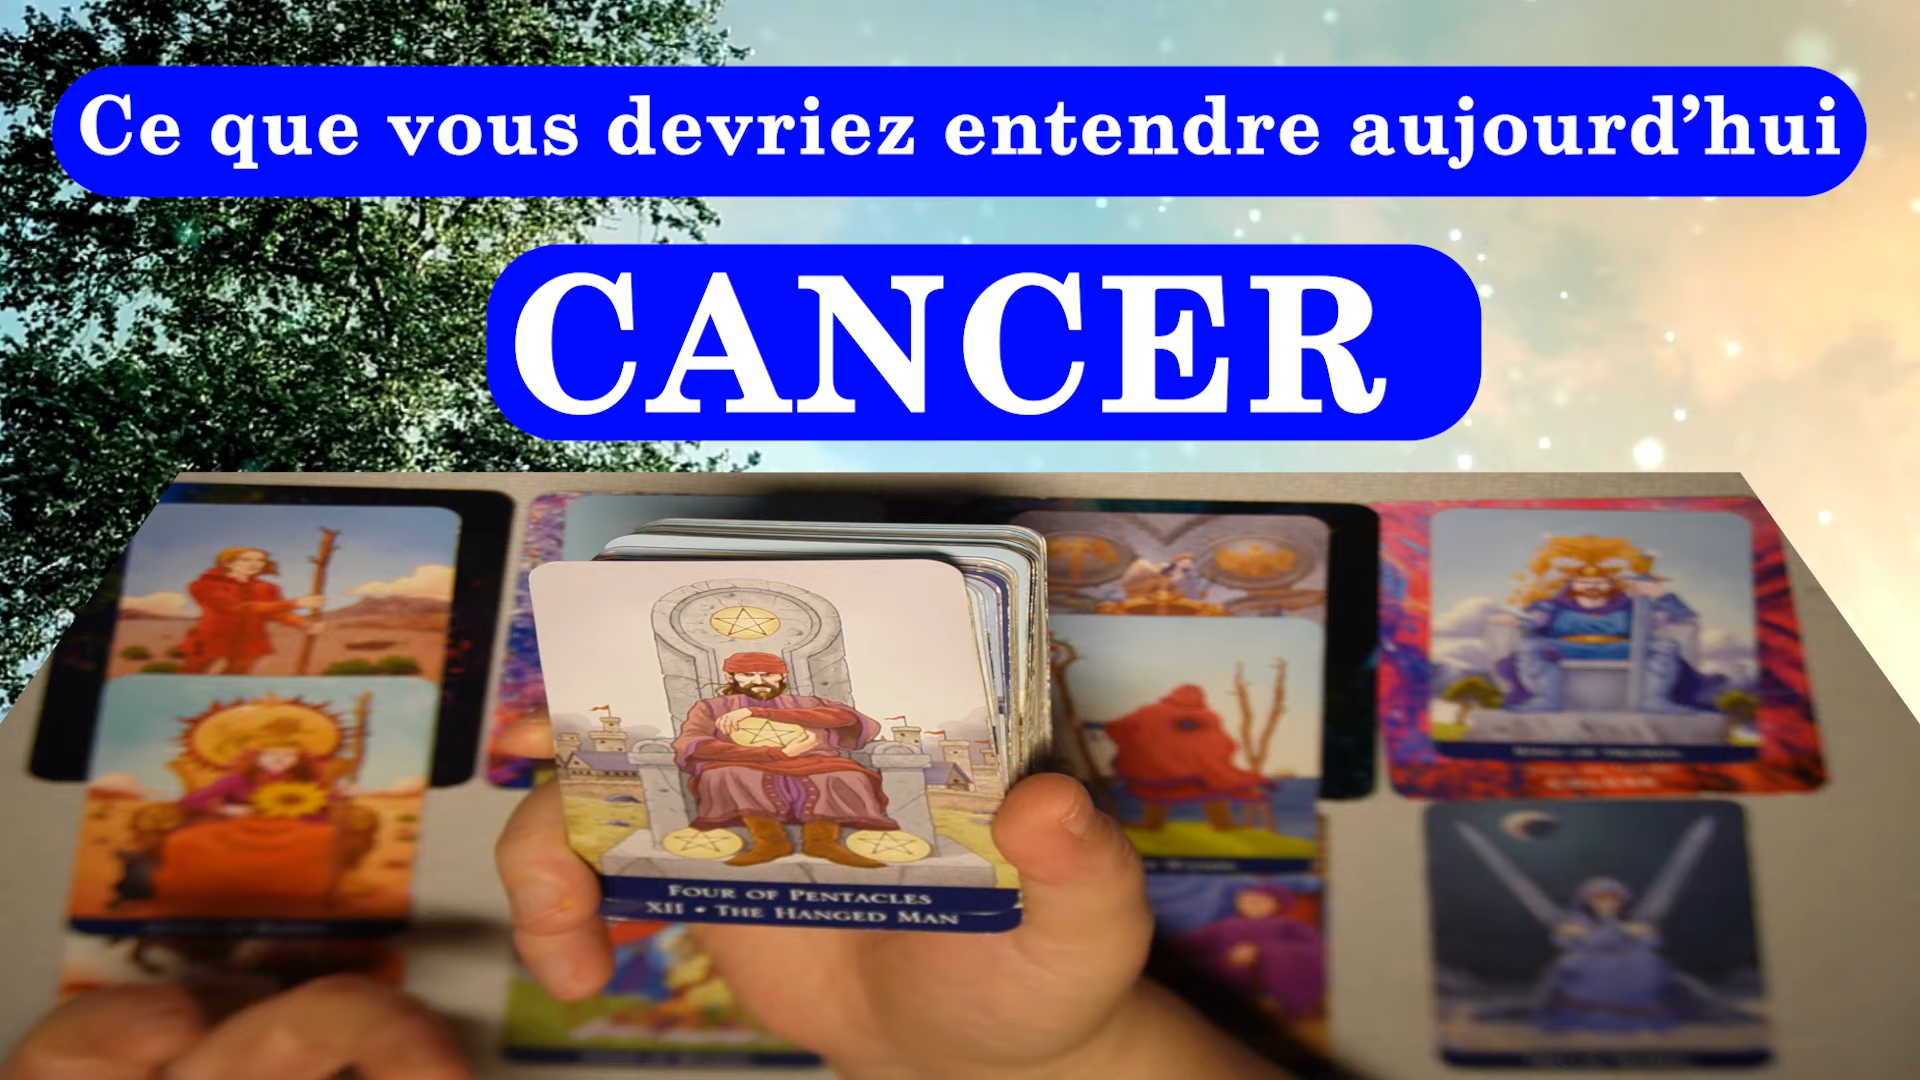 Ce que vous devriez entendre aujourd’hui
CANCER
FOUR OF PENTACLES
XII • THE HANGED MAN